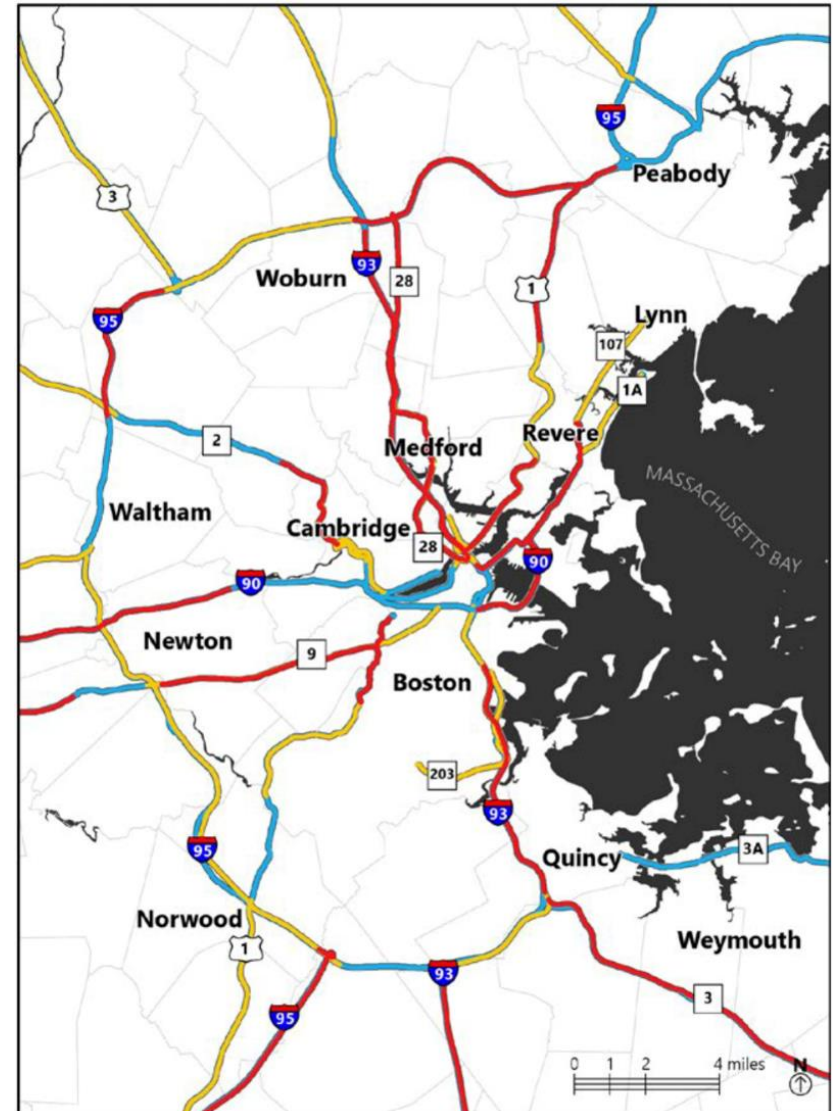 95
Peabody
3
Woburn
93
28
1
95
Lynn
107
1A
2
Medford
Revere
MASSACHUSETTS BAY
Waltham
Cambridge
28
90
90
Newton
9
Boston
203
93
95
Quincy
3A
Norwood
1
Weymouth
93
3
95
0 1 2 4 miles
N